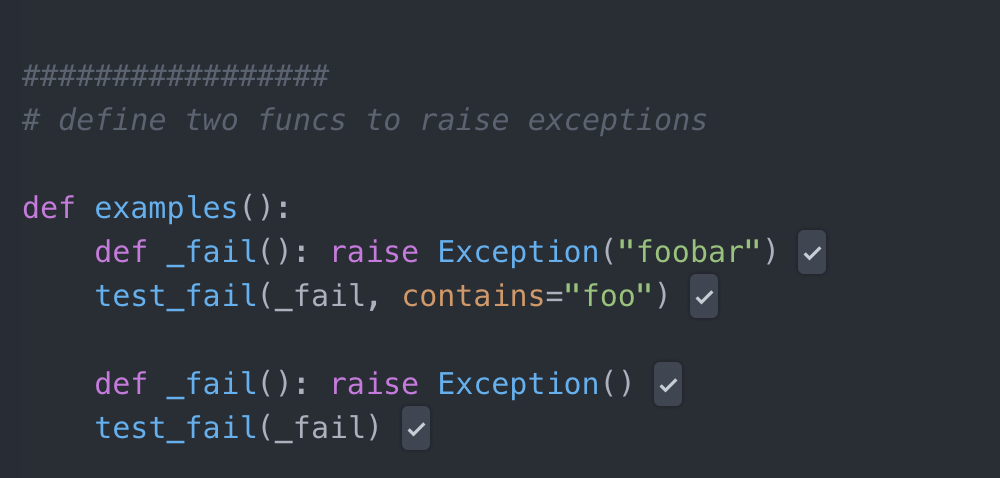 #################
# define two funcs to raise exceptions
def examples():
    def _fail(): raise Exception("foobar") ✓
    test_fail(_fail, contains="foo") ✓
    def _fail(): raise Exception() ✓
    test_fail(_fail) ✓